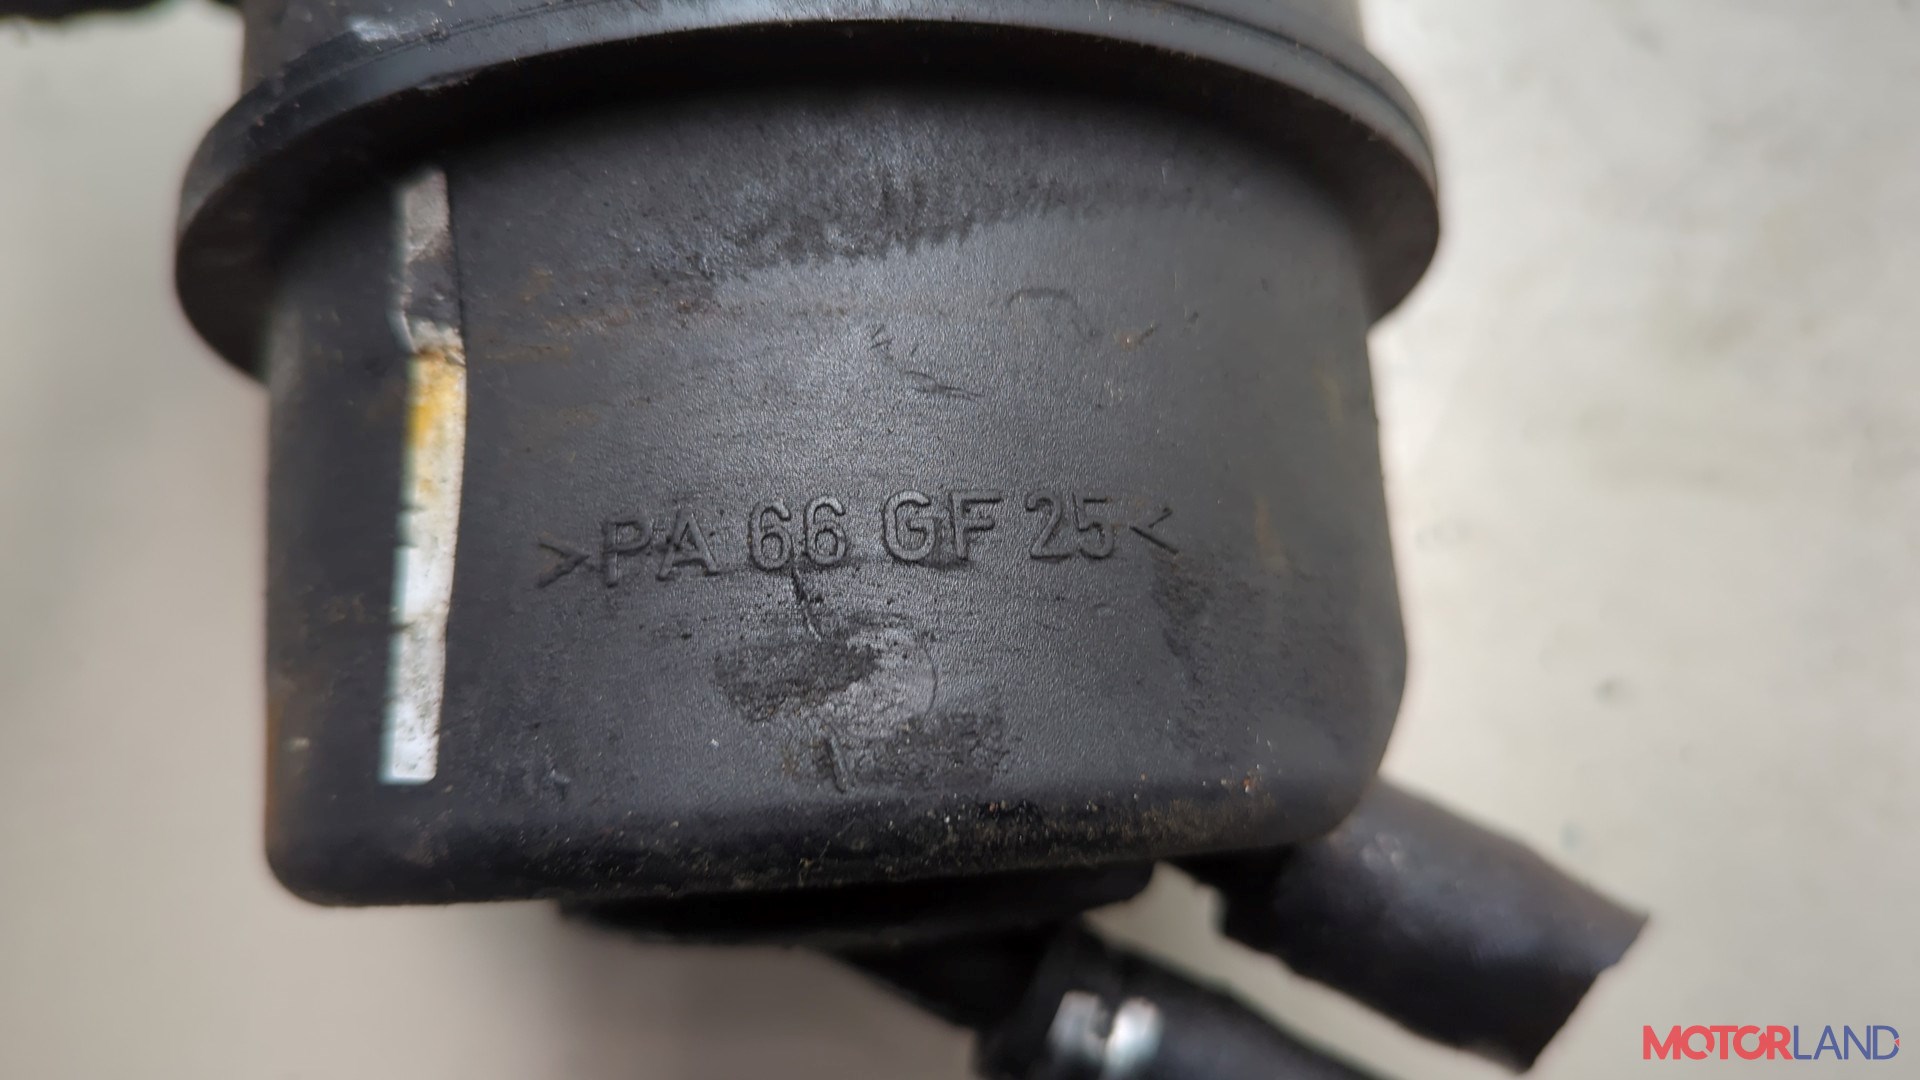 >PA 66 GF 25<
MOTORLAND